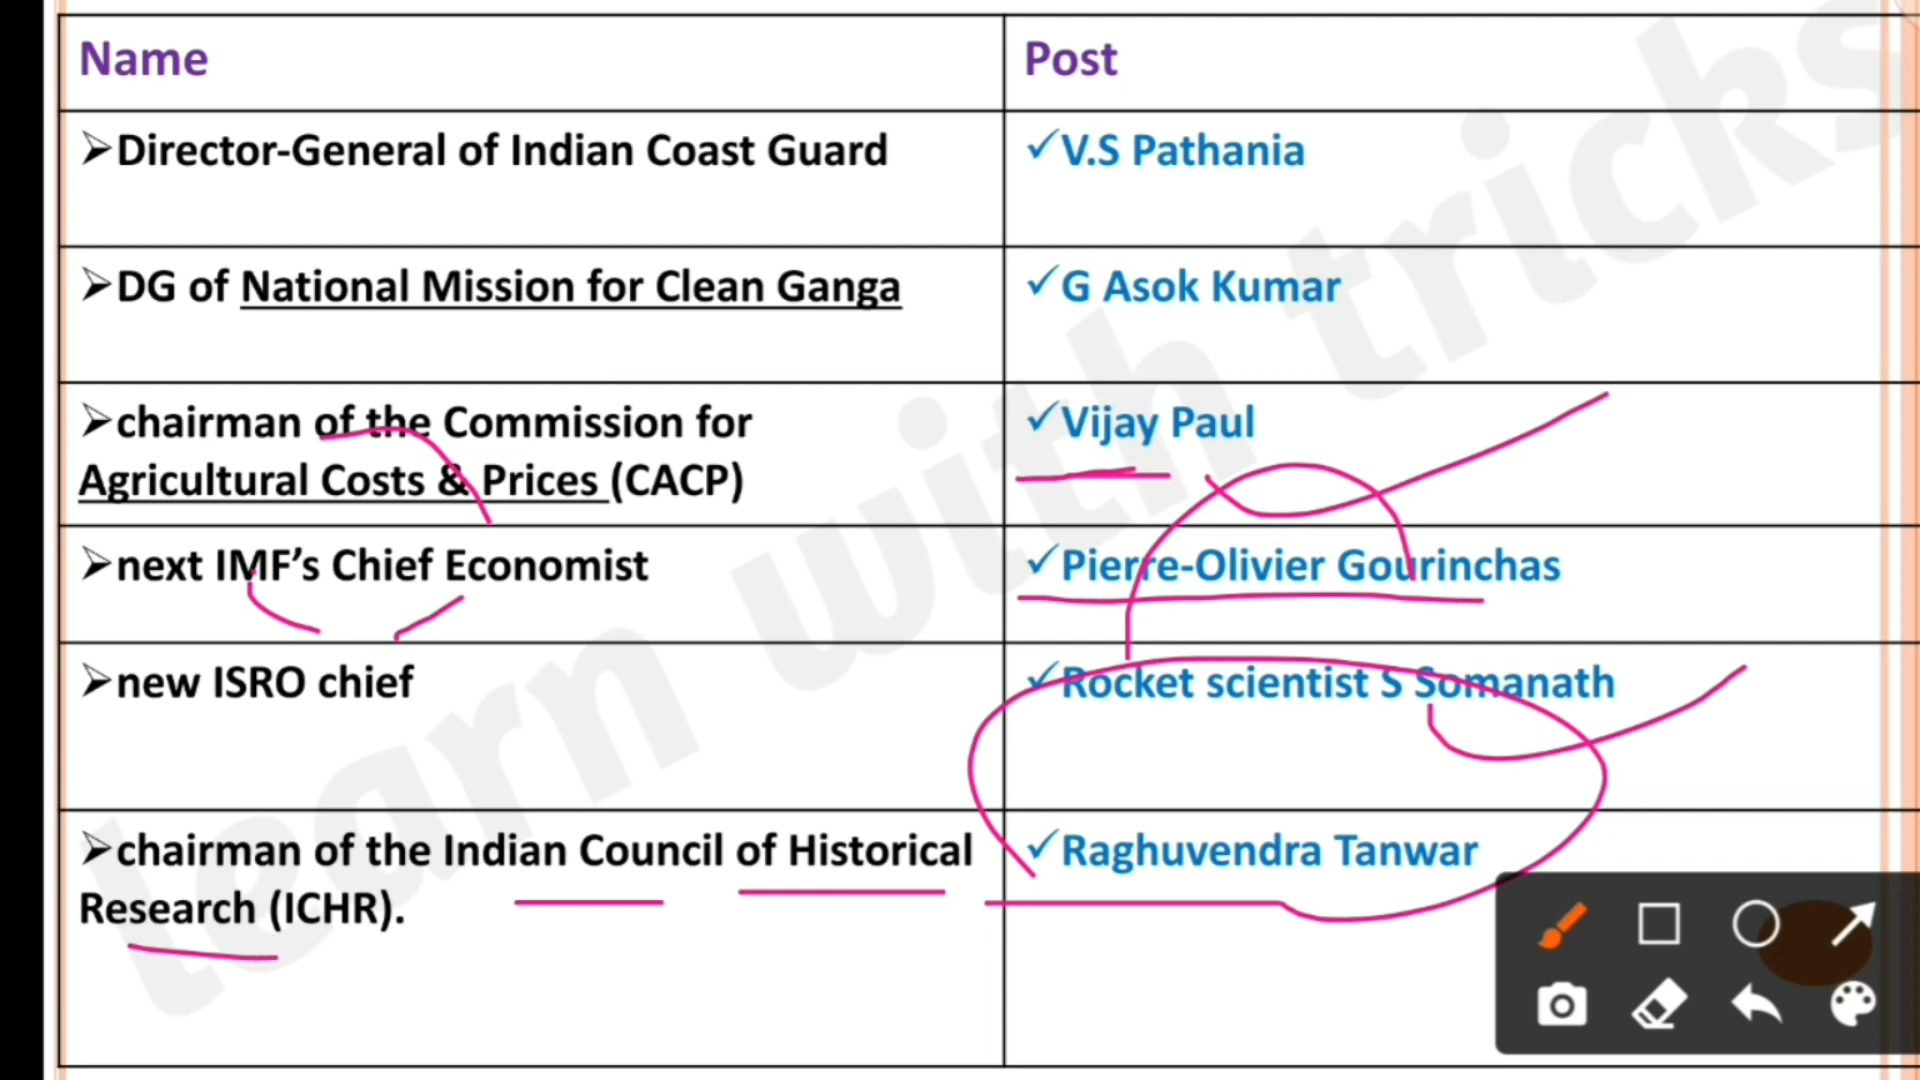 Name Post
➢Director-General of Indian Coast Guard ✓V.S Pathania
➢DG of National Mission for Clean Ganga ✓G Asok Kumar
➢chairman of the Commission for ✓Vijay Paul
Agricultural Costs & Prices (CACP)
➢next IMF’s Chief Economist ✓Pierre-Olivier Gourinchas
➢new ISRO chief ✓Rocket scientist S Somanath
➢chairman of the Indian Council of Historical ✓Raghuvendra Tanwar
Research (ICHR).
learn with tricks